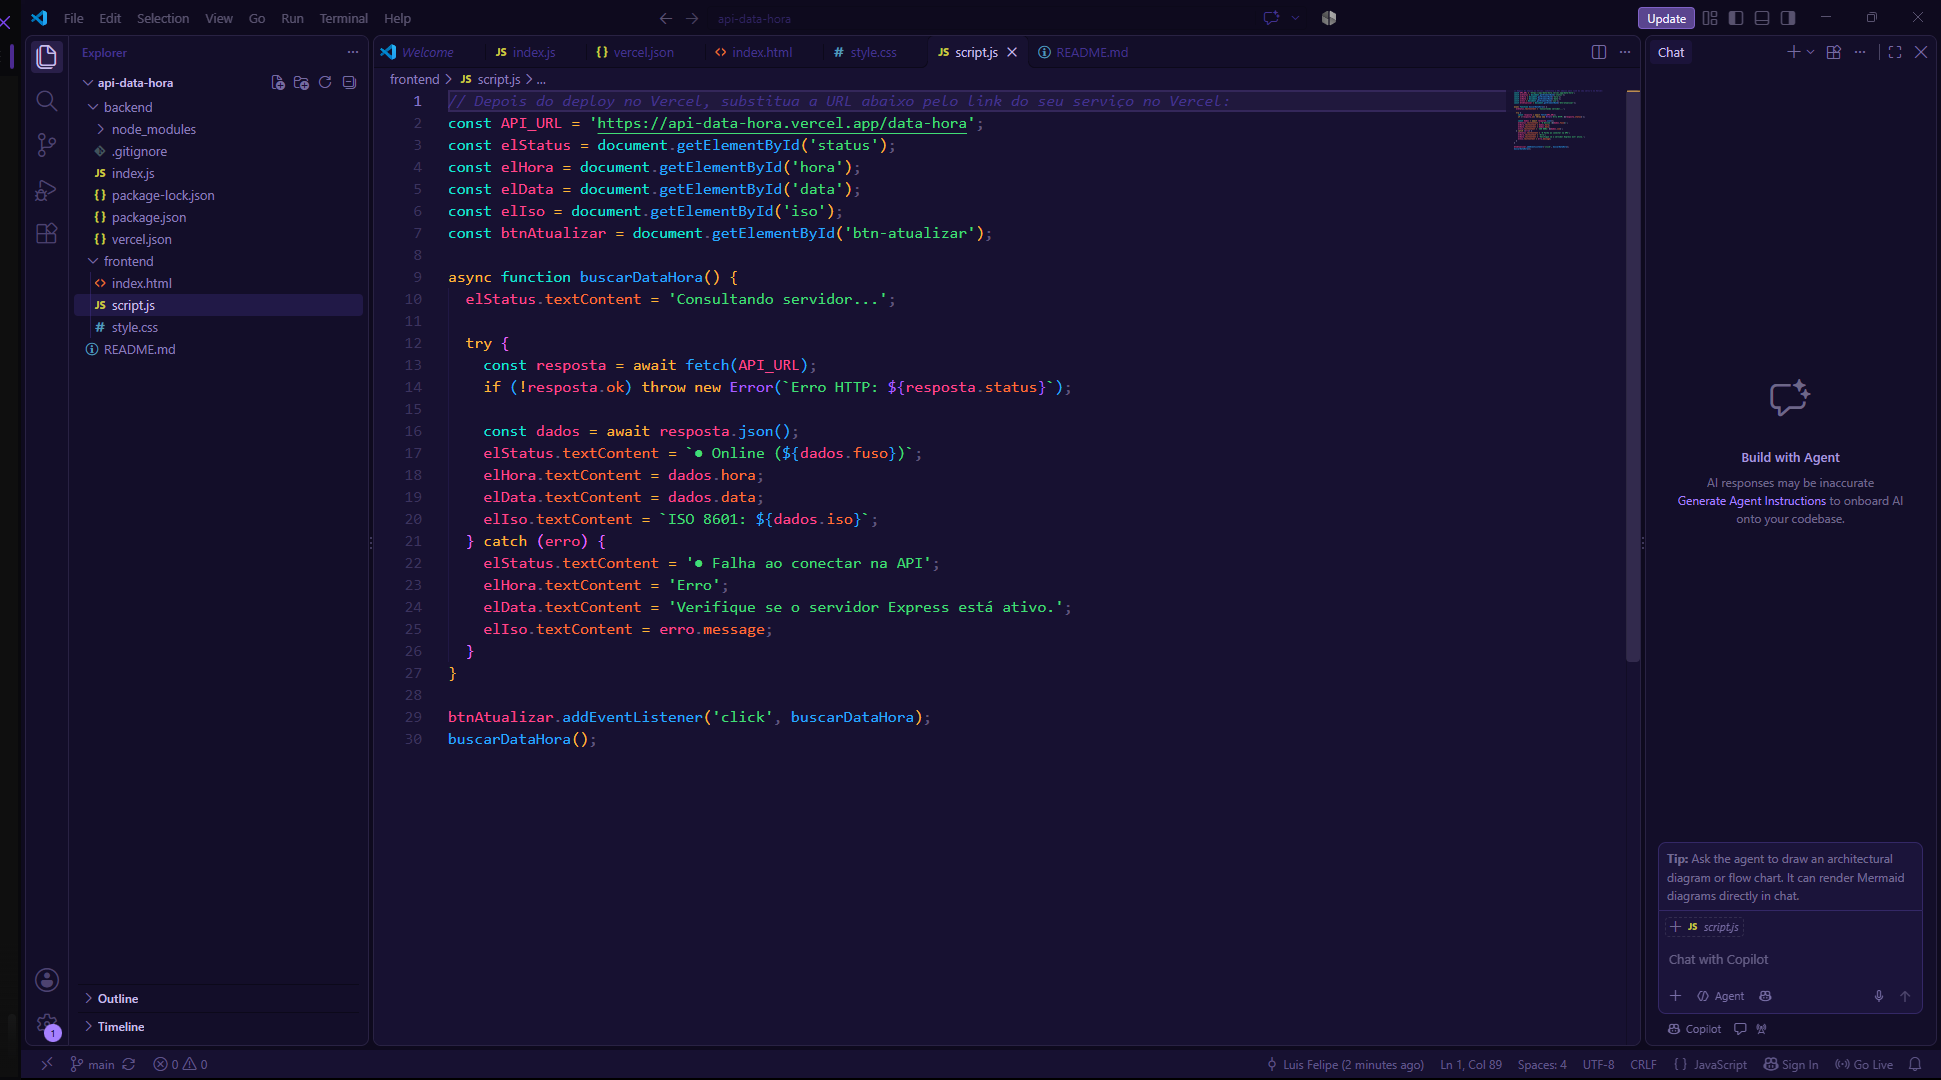 File Edit Selection View Go Run Terminal Help
api-data-hora
Update
Explorer
api-data-hora
backend
node_modules
.gitignore
JS index.js
{} package-lock.json
{} package.json
{} vercel.json
frontend
<> index.html
JS script.js
# style.css
README.md
Outline
Timeline
Welcome JS index.js {} vercel.json <> index.html # style.css JS script.js README.md
frontend > JS script.js > ...
1 // Depois do deploy no Vercel, substitua a URL abaixo pelo link do seu serviço no Vercel:
2 const API_URL = 'https://api-data-hora.vercel.app/data-hora';
3 const elStatus = document.getElementById('status');
4 const elHora = document.getElementById('hora');
5 const elData = document.getElementById('data');
6 const elIso = document.getElementById('iso');
7 const btnAtualizar = document.getElementById('btn-atualizar');
8
9 async function buscarDataHora() {
10 elStatus.textContent = 'Consultando servidor...';
11
12 try {
13 const resposta = await fetch(API_URL);
14 if (!resposta.ok) throw new Error(`Erro HTTP: ${resposta.status}`);
15
16 const dados = await resposta.json();
17 elStatus.textContent = `● Online (${dados.fuso})`;
18 elHora.textContent = dados.hora;
19 elData.textContent = dados.data;
20 elIso.textContent = `ISO 8601: ${dados.iso}`;
21 } catch (erro) {
22 elStatus.textContent = '● Falha ao conectar na API';
23 elHora.textContent = 'Erro';
24 elData.textContent = 'Verifique se o servidor Express está ativo.';
25 elIso.textContent = erro.message;
26 }
27 }
28
29 btnAtualizar.addEventListener('click', buscarDataHora);
30 buscarDataHora();
Chat
Build with Agent
AI responses may be inaccurate
Generate Agent Instructions to onboard AI
onto your codebase.
Tip: Ask the agent to draw an architectural
diagram or flow chart. It can render Mermaid
diagrams directly in chat.
JS script.js
Chat with Copilot
Agent
Copilot
1
main 0 0
Luis Felipe (2 minutes ago) Ln 1, Col 89 Spaces: 4 UTF-8 CRLF {} JavaScript Sign In Go Live